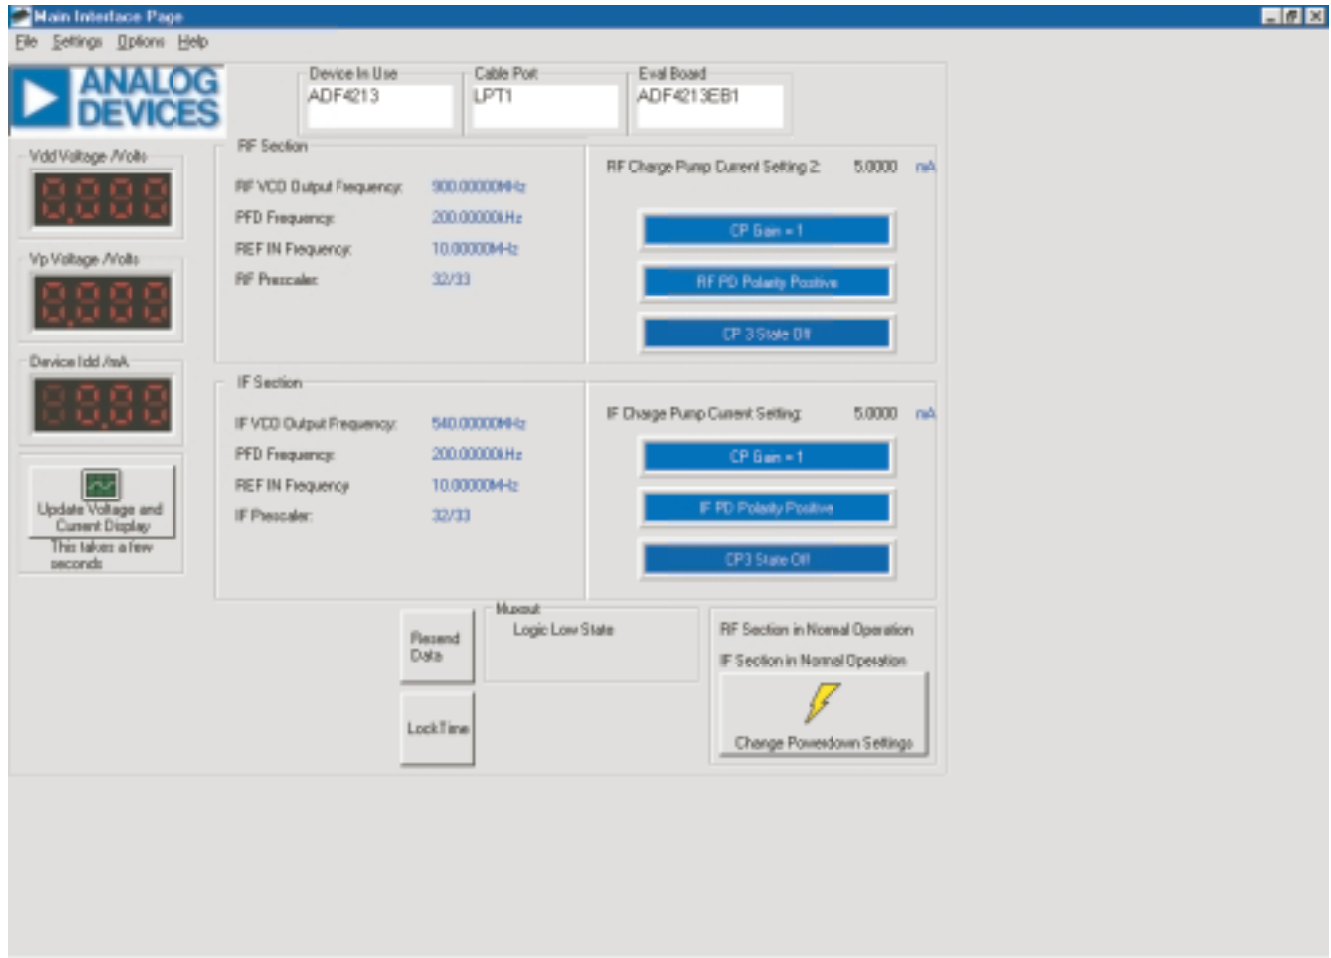 Main Interface Page
File Settings Options Help
ANALOG
DEVICES
Device In Use
ADF4213
Cable Port
LPT1
Eval Board
ADF4213EB1
Vdd Voltage /Volts
8.888
Vp Voltage /Volts
8.888
Device Idd /mA
88.88
Update Voltage and
Current Display
This takes a few
seconds
RF Section
RF VCO Output Frequency: 900.00000MHz
PFD Frequency: 200.00000kHz
REF IN Frequency: 10.00000MHz
RF Prescaler: 32/33
RF Charge Pump Current Setting 2: 5.0000 mA
CP Gain = 1
RF PD Polarity Positive
CP 3 State Off
IF Section
IF VCO Output Frequency: 540.00000MHz
PFD Frequency: 200.00000kHz
REF IN Frequency 10.00000MHz
IF Prescaler: 32/33
IF Charge Pump Current Setting: 5.0000 mA
CP Gain = 1
IF PD Polarity Positive
CP3 State Off
Resend
Data
LockTime
Muxout
Logic Low State
RF Section in Normal Operation
IF Section in Normal Operation
Change Powerdown Settings